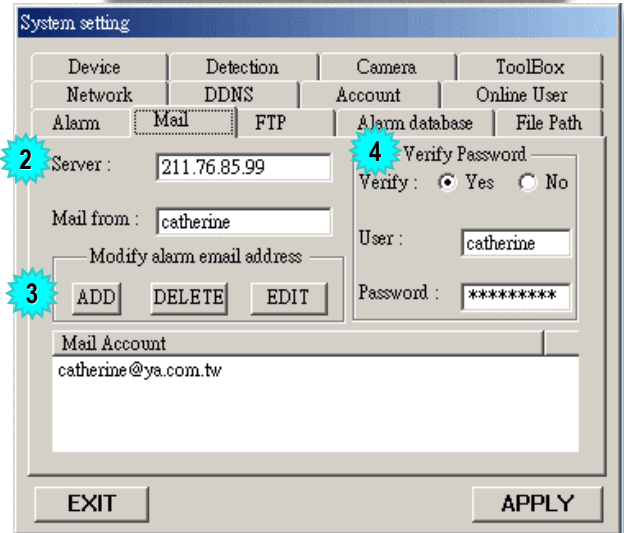 System setting
Device Detection Camera ToolBox
Network DDNS Account Online User
Alarm Mail FTP Alarm database File Path
2 Server : 211.76.85.99
Mail from : catherine
Modify alarm email address
3 ADD DELETE EDIT
4 Verify Password
Verify : Yes No
User : catherine
Password : *********
Mail Account
catherine@ya.com.tw
EXIT APPLY